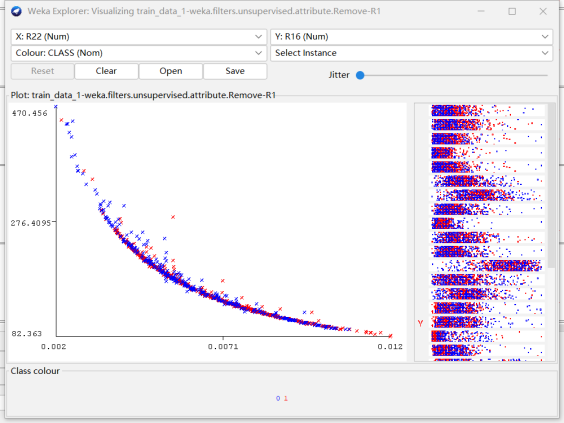 Weka Explorer: Visualizing train_data_1-weka.filters.unsupervised.attribute.Remove-R1
X: R22 (Num)
Y: R16 (Num)
Colour: CLASS (Nom)
Select Instance
Reset
Clear
Open
Save
Jitter
Plot: train_data_1-weka.filters.unsupervised.attribute.Remove-R1
470.456
276.4095
82.363
0.002
0.0071
0.012
Y
Class colour
0 1